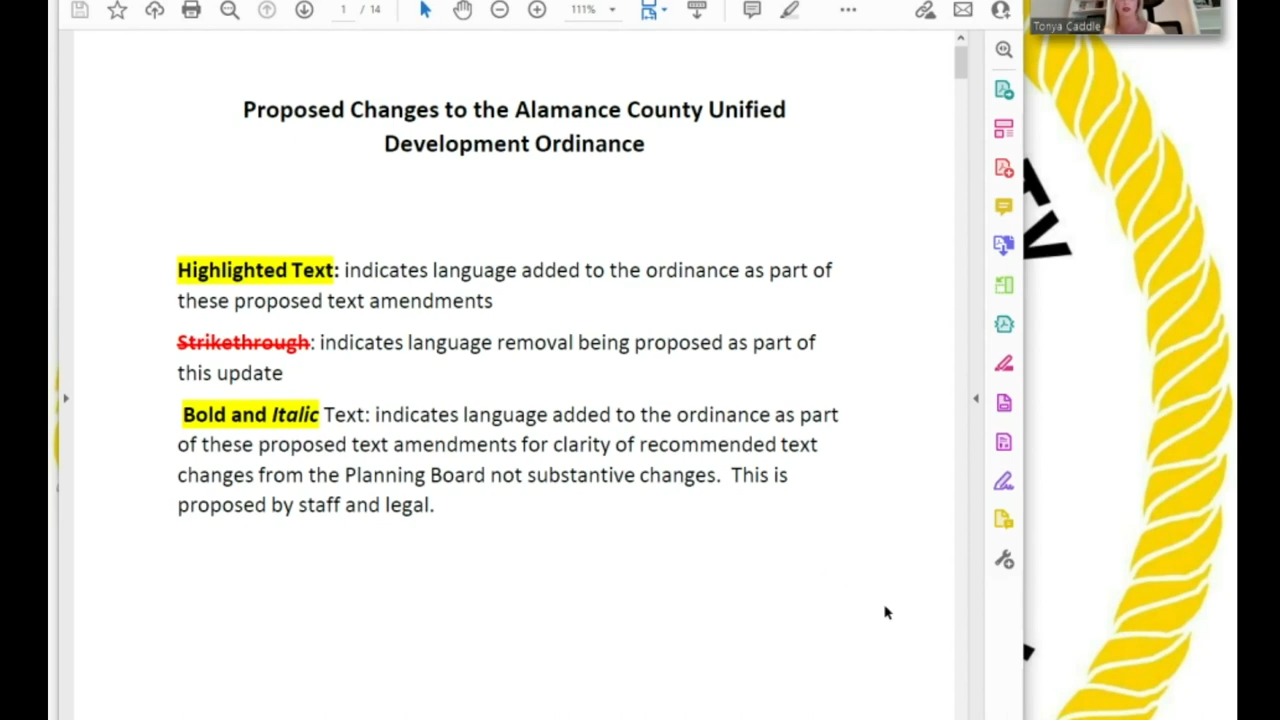 1 / 14
111%
Tonya Caddle
Proposed Changes to the Alamance County Unified
Development Ordinance
Highlighted Text: indicates language added to the ordinance as part of
these proposed text amendments
Strikethrough: indicates language removal being proposed as part of
this update
Bold and Italic Text: indicates language added to the ordinance as part
of these proposed text amendments for clarity of recommended text
changes from the Planning Board not substantive changes. This is
proposed by staff and legal.